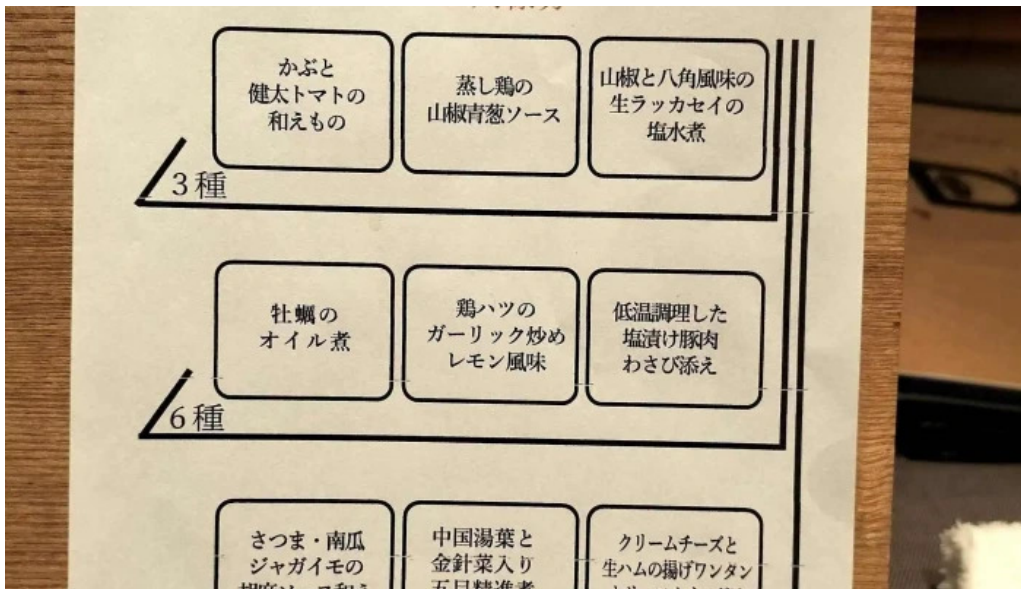 かぶと
健太トマトの
和えもの
蒸し鶏の
山椒青葱ソース
山椒と八角風味の
生ラッカセイの
塩水煮
3種
牡蠣の
オイル煮
鶏ハツの
ガーリック炒め
レモン風味
低温調理した
塩漬け豚肉
わさび添え
6種
さつま・南瓜
ジャガイモの
中国湯葉と
金針菜入り
クリームチーズと
生ハムの揚げワンタン